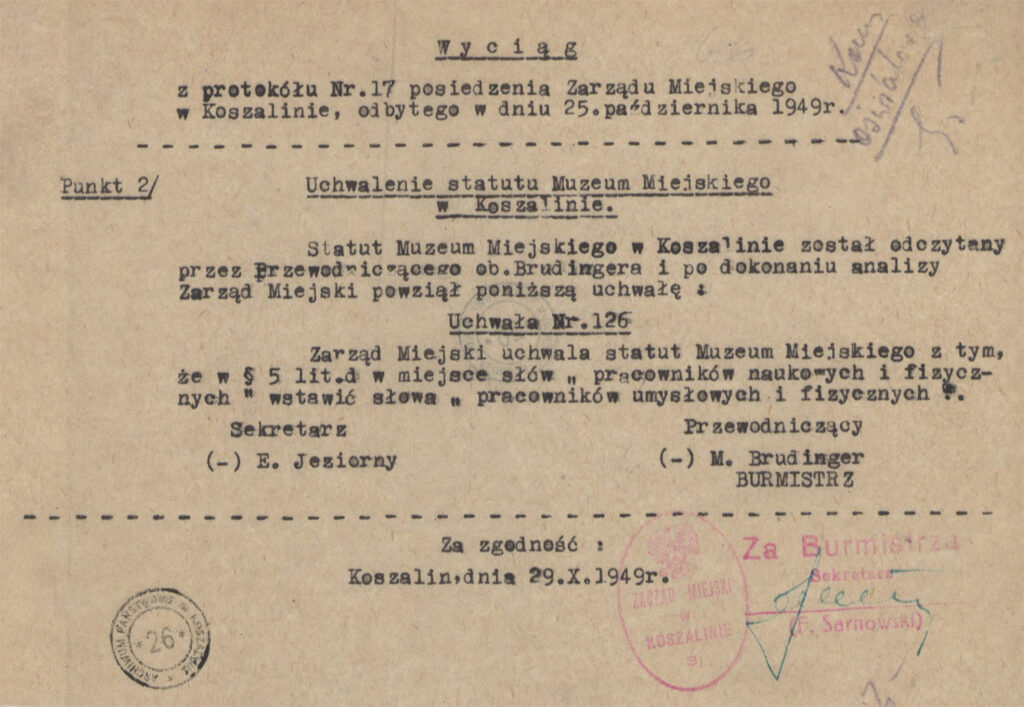 Wyciąg
z protokółu Nr.17 posiedzenia Zarządu Miejskiego
w Koszalinie, odbytego w dniu 25.października 1949r.
Punkt 2/
Uchwalenie statutu Muzeum Miejskiego
w Koszalinie.
Statut Muzeum Miejskiego w Koszalinie został odczytany
przez Przewodniczącego ob.Brudingera i po dokonaniu analizy
Zarząd Miejski powziął poniższą uchwałę :
Uchwała Nr.126
Zarząd Miejski uchwala statut Muzeum Miejskiego z tym,
że w § 5 lit.d w miejsce słów „ pracowników naukowych i fizycz-
nych " wstawić słowa „ pracowników umysłowych i fizycznych ".
Sekretarz
(-) E. Jeziorny
Przewodniczący
(-) M. Brudinger
BURMISTRZ
Za zgodność :
Koszalin,dnia 29.X.1949r.
Za Burmistrza
Sekretarz
(F. Sarnowski)
ZARZĄD MIEJSKI
w
KOSZALINIE
ARCHIWUM PAŃSTWOWE W KOSZALINIE
* 26 *